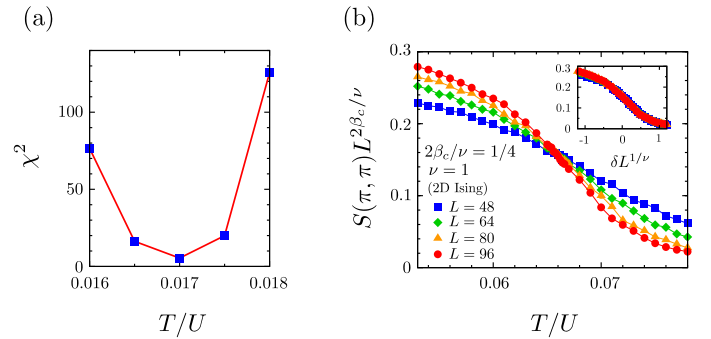 (a)
χ²
100
50
0
0.016
0.017
0.018
T/U
(b)
S(π, π)L^{2β_c/ν}
0.3
0.2
0.1
0
0.06
0.07
T/U
2β_c/ν = 1/4
ν = 1
(2D Ising)
L = 48
L = 64
L = 80
L = 96
0.3
0.2
0.1
0
-1
0
1
δL^{1/ν}